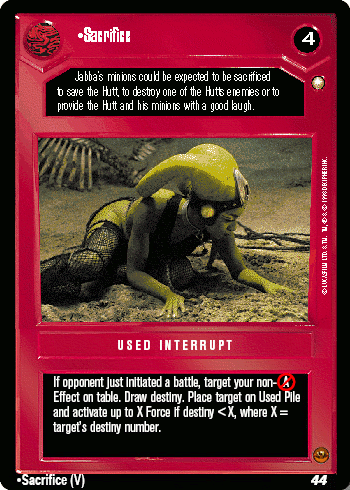 •Sacrifice
4
Jabba's minions could be expected to be sacrificed
to save the Hutt, to destroy one of the Hutts enemies or to
provide the Hutt and his minions with a good laugh.
USED INTERRUPT
If opponent just initiated a battle, target your non-
Effect on table. Draw destiny. Place target on Used Pile
and activate up to X Force if destiny < X, where X =
target's destiny number.
•Sacrifice (V)
44